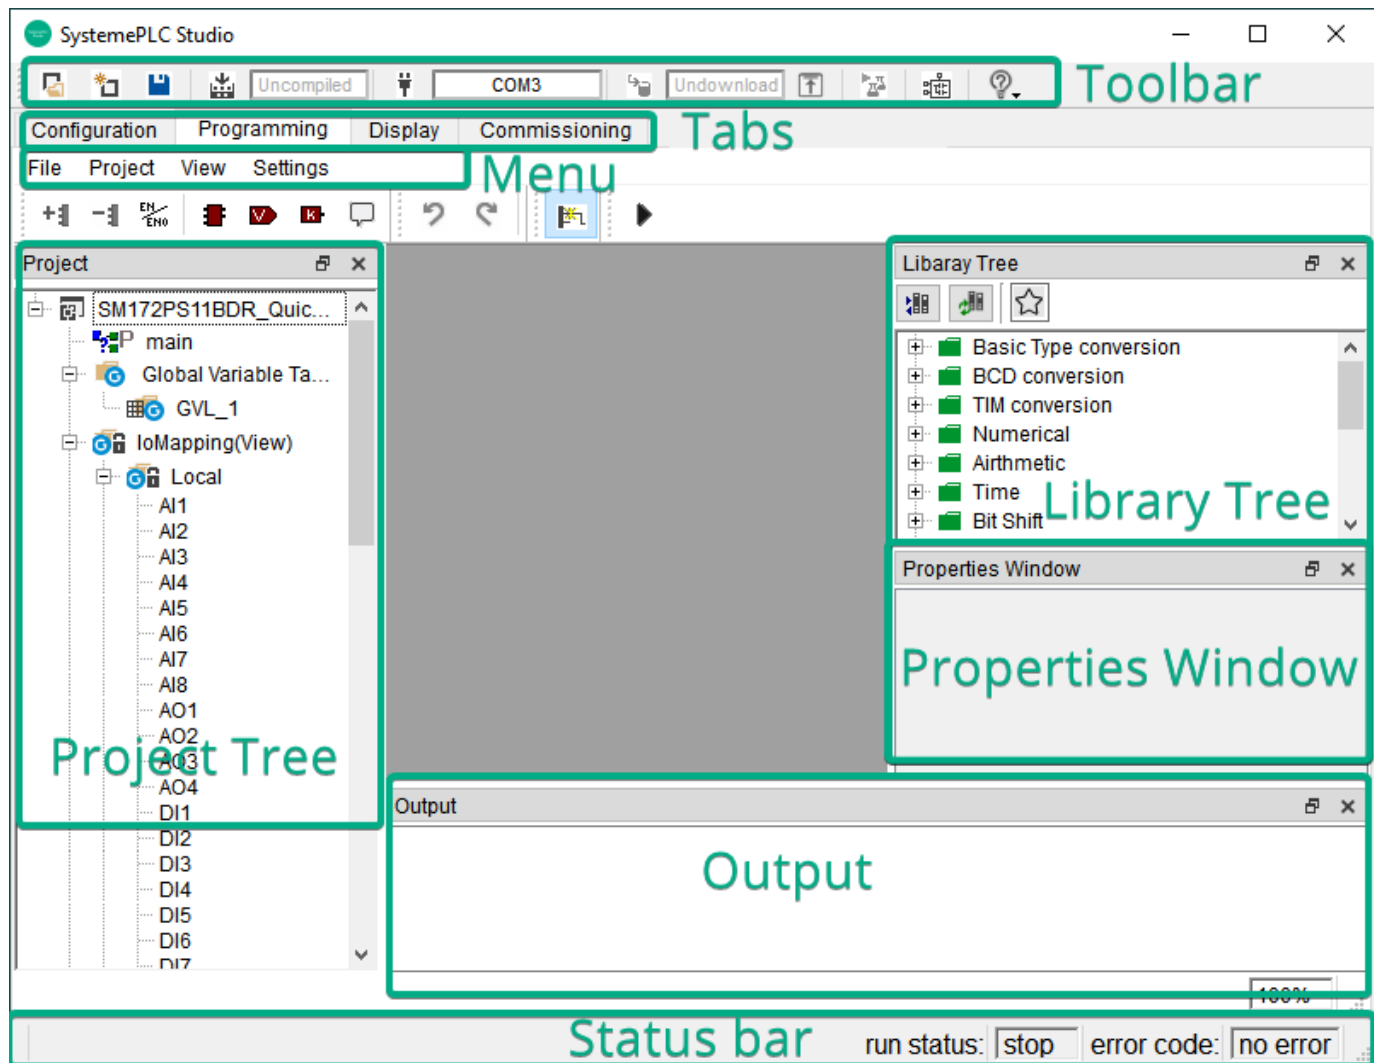 SystemePLC Studio
Uncompiled
COM3
Undownload
Toolbar
Configuration Programming Display Commissioning
Tabs
File Project View Settings
Menu
EN
ENO
V
K
Project
SM172PS11BDR_Quic...
P main
Global Variable Ta...
G GVL_1
G IoMapping(View)
G Local
AI1
AI2
AI3
AI4
AI5
AI6
AI7
AI8
AO1
AO2
AO3
AO4
DI1
DI2
DI3
DI4
DI5
DI6
DI7
Project Tree
Libaray Tree
Basic Type conversion
BCD conversion
TIM conversion
Numerical
Airthmetic
Time
Bit Shift
Library Tree
Properties Window
Properties Window
Output
Output
100%
Status bar
run status: stop error code: no error